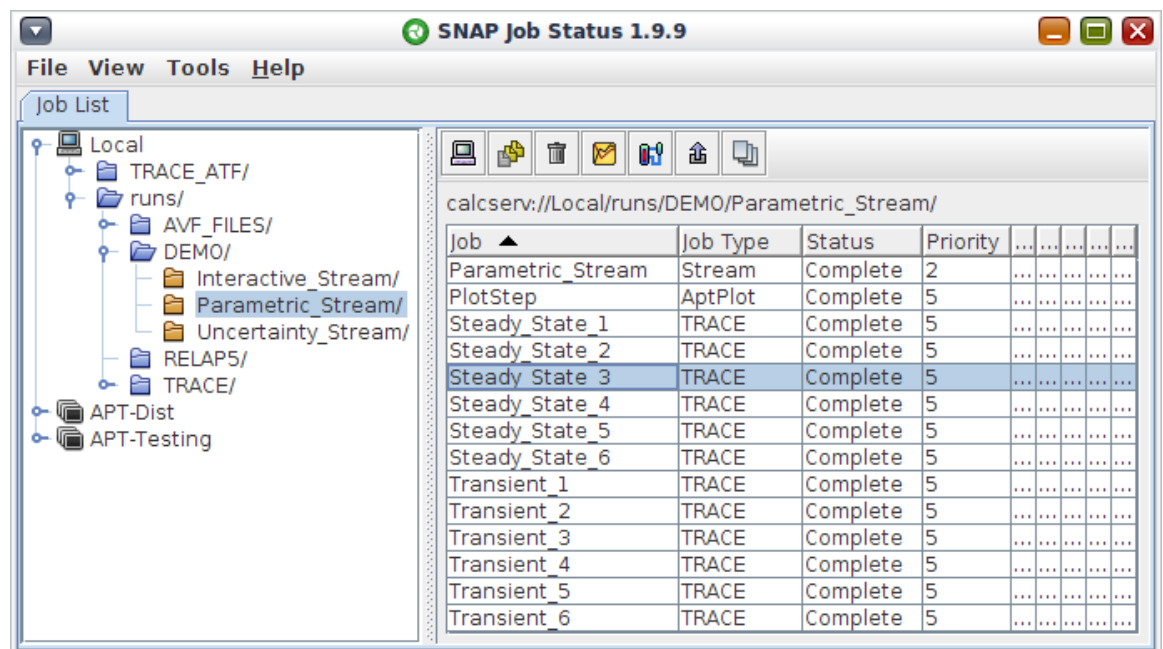 SNAP Job Status 1.9.9
File View Tools Help
Job List
Local
TRACE_ATF/
runs/
AVF_FILES/
DEMO/
Interactive_Stream/
Parametric_Stream/
Uncertainty_Stream/
RELAP5/
TRACE/
APT-Dist
APT-Testing
calcserv://Local/runs/DEMO/Parametric_Stream/
Job Job Type Status Priority ... ... ... ... ...
Parametric_Stream Stream Complete 2 ... ... ... ... ...
PlotStep AptPlot Complete 5 ... ... ... ... ...
Steady_State_1 TRACE Complete 5 ... ... ... ... ...
Steady_State_2 TRACE Complete 5 ... ... ... ... ...
Steady_State_3 TRACE Complete 5 ... ... ... ... ...
Steady_State_4 TRACE Complete 5 ... ... ... ... ...
Steady_State_5 TRACE Complete 5 ... ... ... ... ...
Steady_State_6 TRACE Complete 5 ... ... ... ... ...
Transient_1 TRACE Complete 5 ... ... ... ... ...
Transient_2 TRACE Complete 5 ... ... ... ... ...
Transient_3 TRACE Complete 5 ... ... ... ... ...
Transient_4 TRACE Complete 5 ... ... ... ... ...
Transient_5 TRACE Complete 5 ... ... ... ... ...
Transient_6 TRACE Complete 5 ... ... ... ... ...